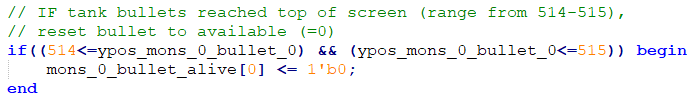 // IF tank bullets reached top of screen (range from 514-515),
// reset bullet to available (=0)
if((514<=ypos_mons_0_bullet_0) && (ypos_mons_0_bullet_0<=515)) begin
    mons_0_bullet_alive[0] <= 1'b0;
end